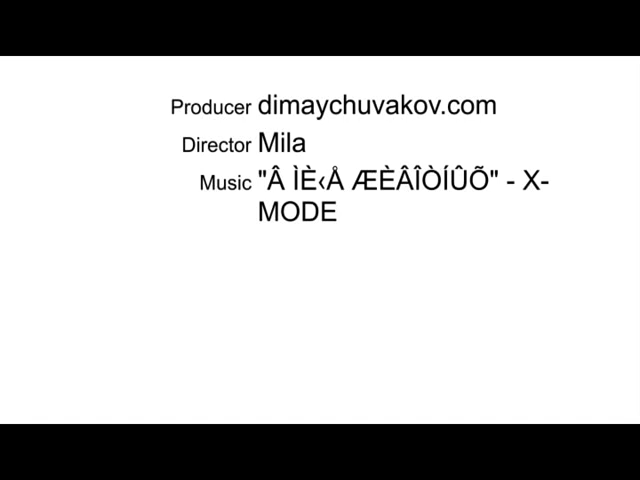 Producer dimaychuvakov.com
Director Mila
Music "Â ÌÈ‹Å ÆÈÂÎÒÍÛÕ" - X-
MODE